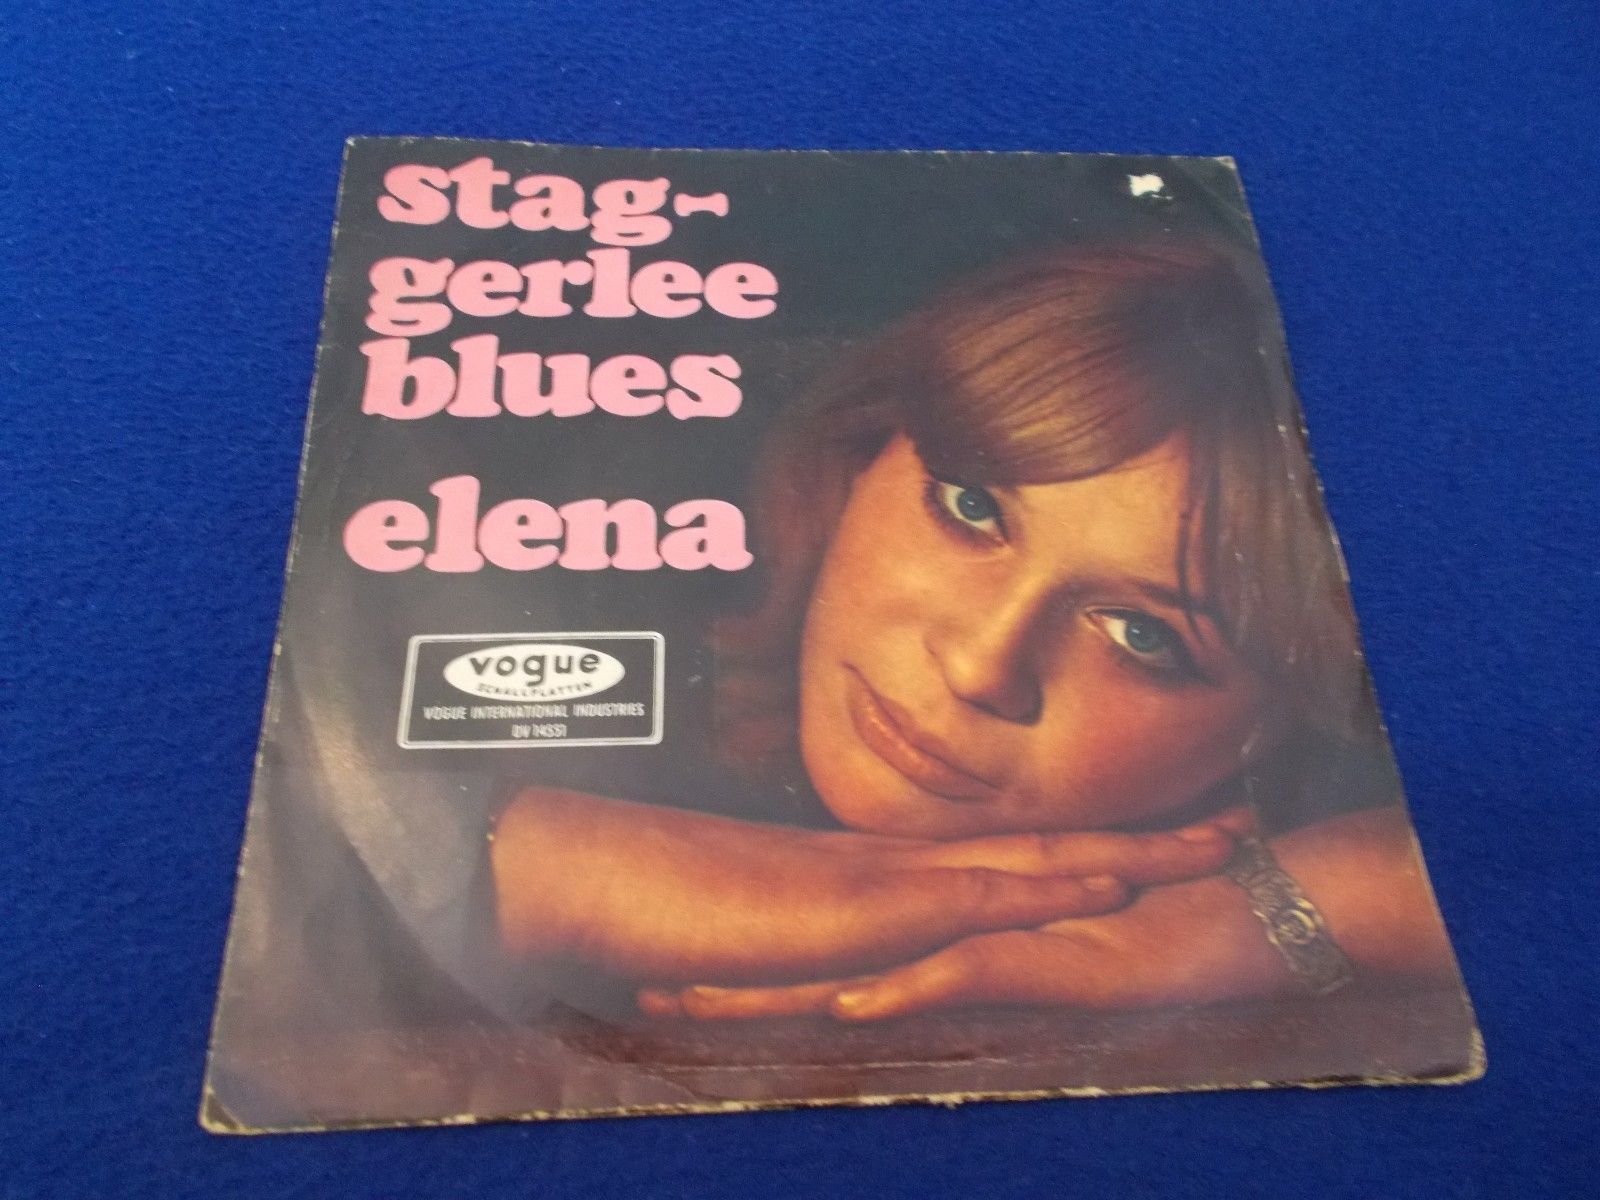 stag-
gerlee
blues
elena
vogue
SCHALLPLATTEN
VOGUE INTERNATIONAL INDUSTRIES
DV 14551